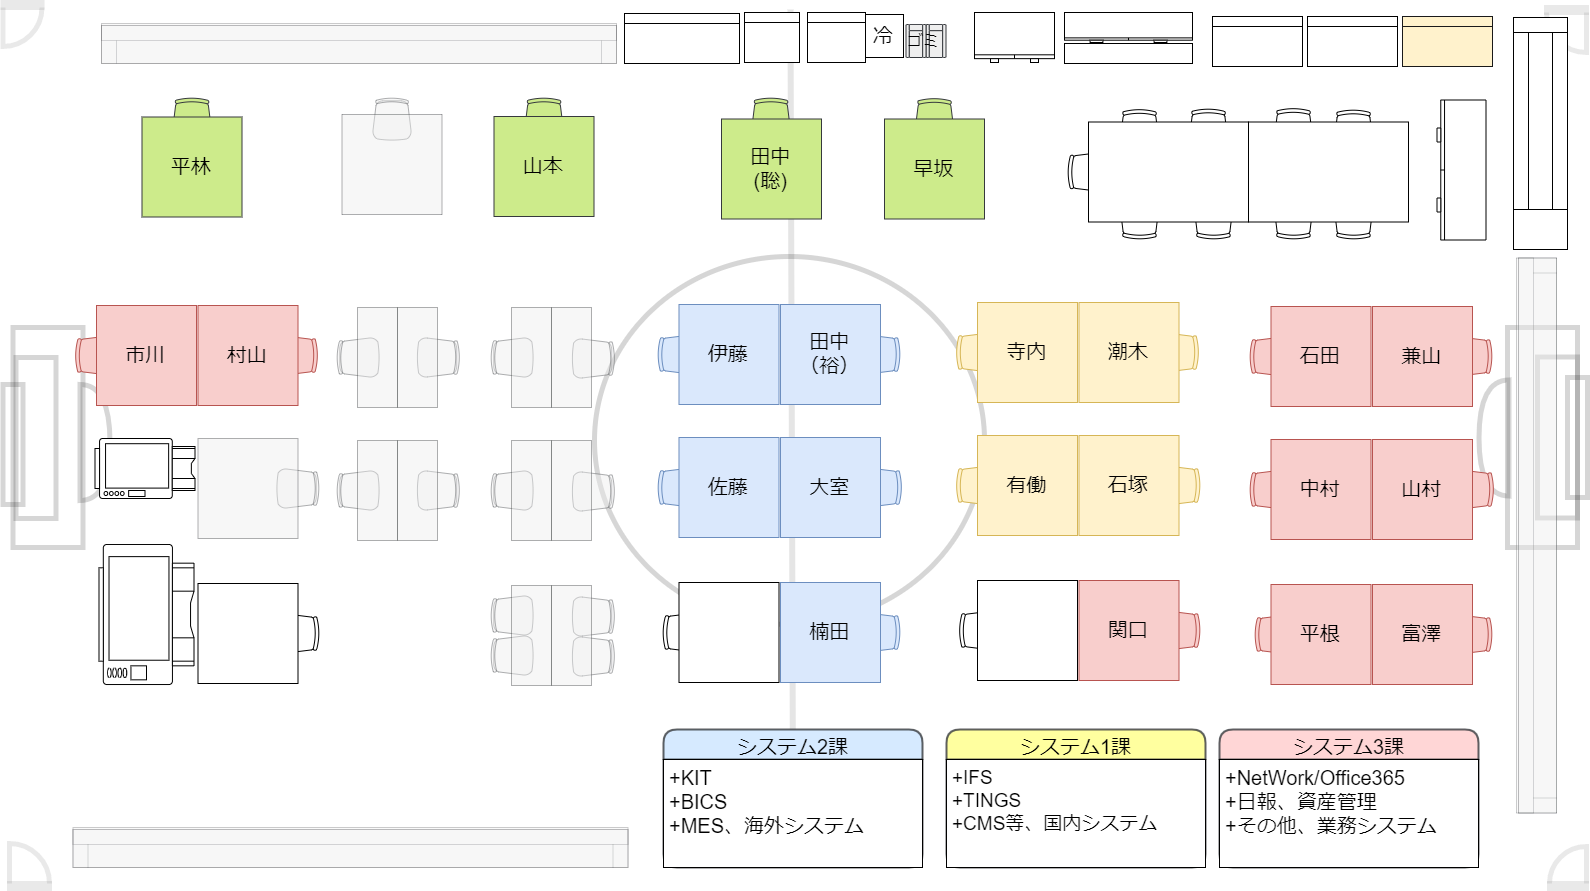 冷
ゴミ
平林
山本
田中
(聡)
早坂
市川
村山
伊藤
田中
（裕）
寺内
潮木
石田
兼山
佐藤
大室
有働
石塚
中村
山村
楠田
関口
平根
富澤
システム2課
+KIT
+BICS
+MES、海外システム
システム1課
+IFS
+TINGS
+CMS等、国内システム
システム3課
+NetWork/Office365
+日報、資産管理
+その他、業務システム